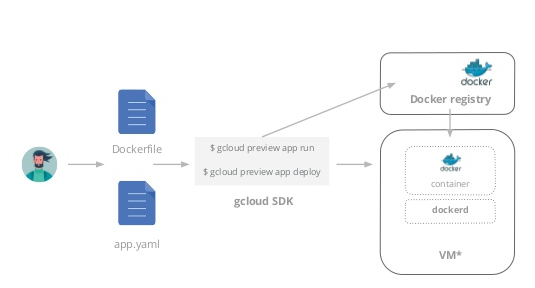 docker
Docker registry
Dockerfile
$ gcloud preview app run
$ gcloud preview app deploy
gcloud SDK
docker
container
dockerd
app.yaml
VM*